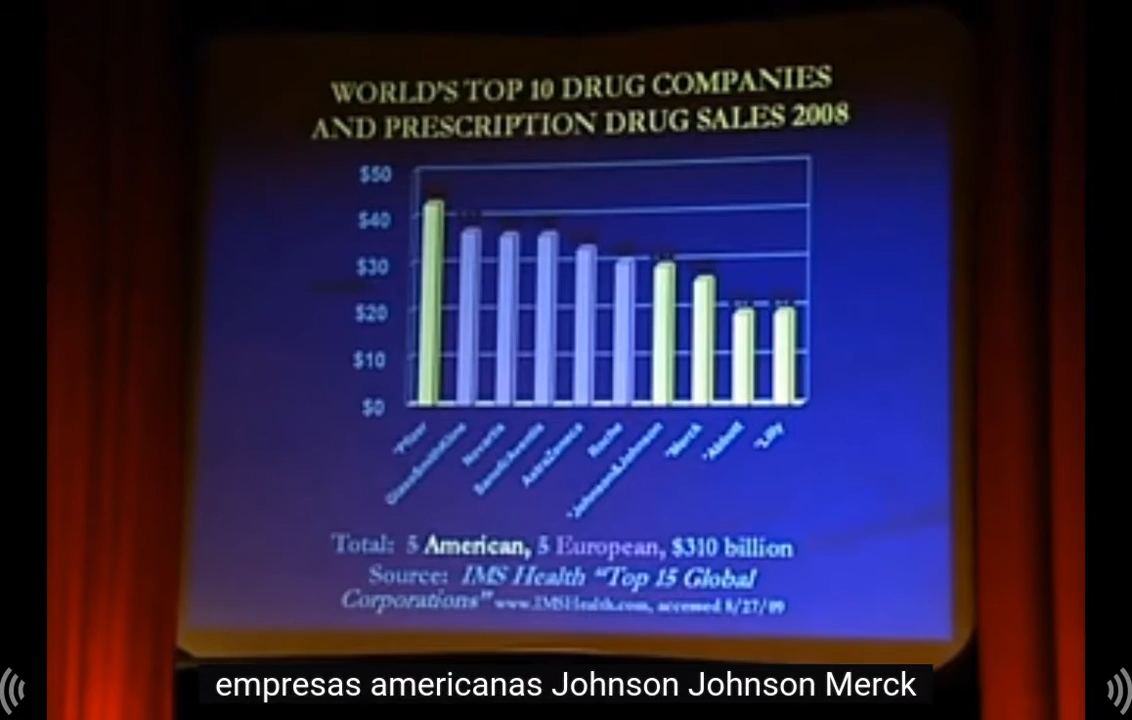 WORLD'S TOP 10 DRUG COMPANIES
AND PRESCRIPTION DRUG SALES 2008
$50
$40
$30
$20
$10
$0
*Pfizer
GlaxoSmithKline
Novartis
Sanofi-Aventis
AstraZeneca
Roche
*Johnson&Johnson
*Merck
*Abbott
*Lilly
Total: 5 American, 5 European, $310 billion
Source: IMS Health "Top 15 Global
Corporations" www.IMSHealth.com, accessed 8/27/09
empresas americanas Johnson Johnson Merck